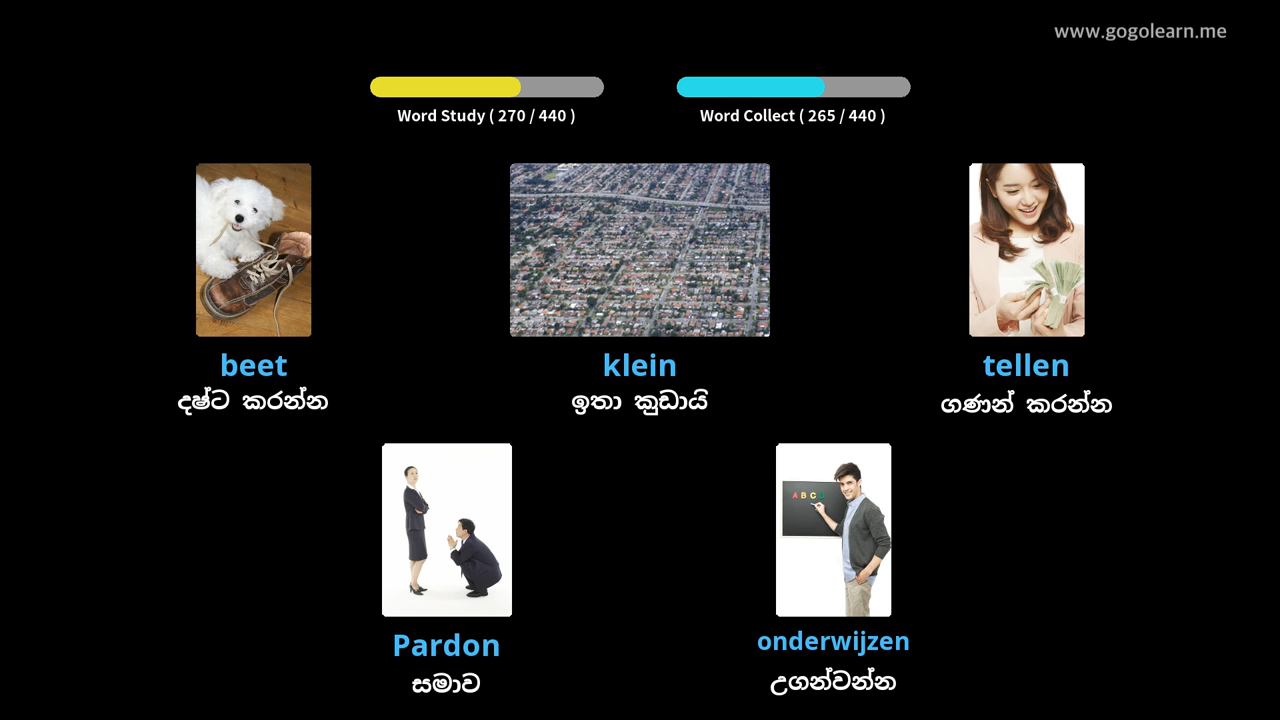 www.gogolearn.me
Word Study ( 270 / 440 )
Word Collect ( 265 / 440 )
beet
දෂ්ට කරන්න
klein
ඉතා කුඩායි
tellen
ගණන් කරන්න
A B C D
Pardon
සමාව
onderwijzen
උගන්වන්න